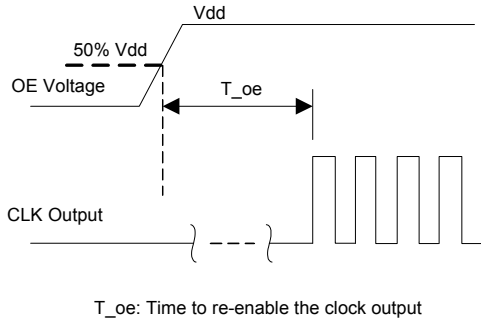 Vdd
50% Vdd
OE Voltage
T_oe
CLK Output
T_oe: Time to re-enable the clock output